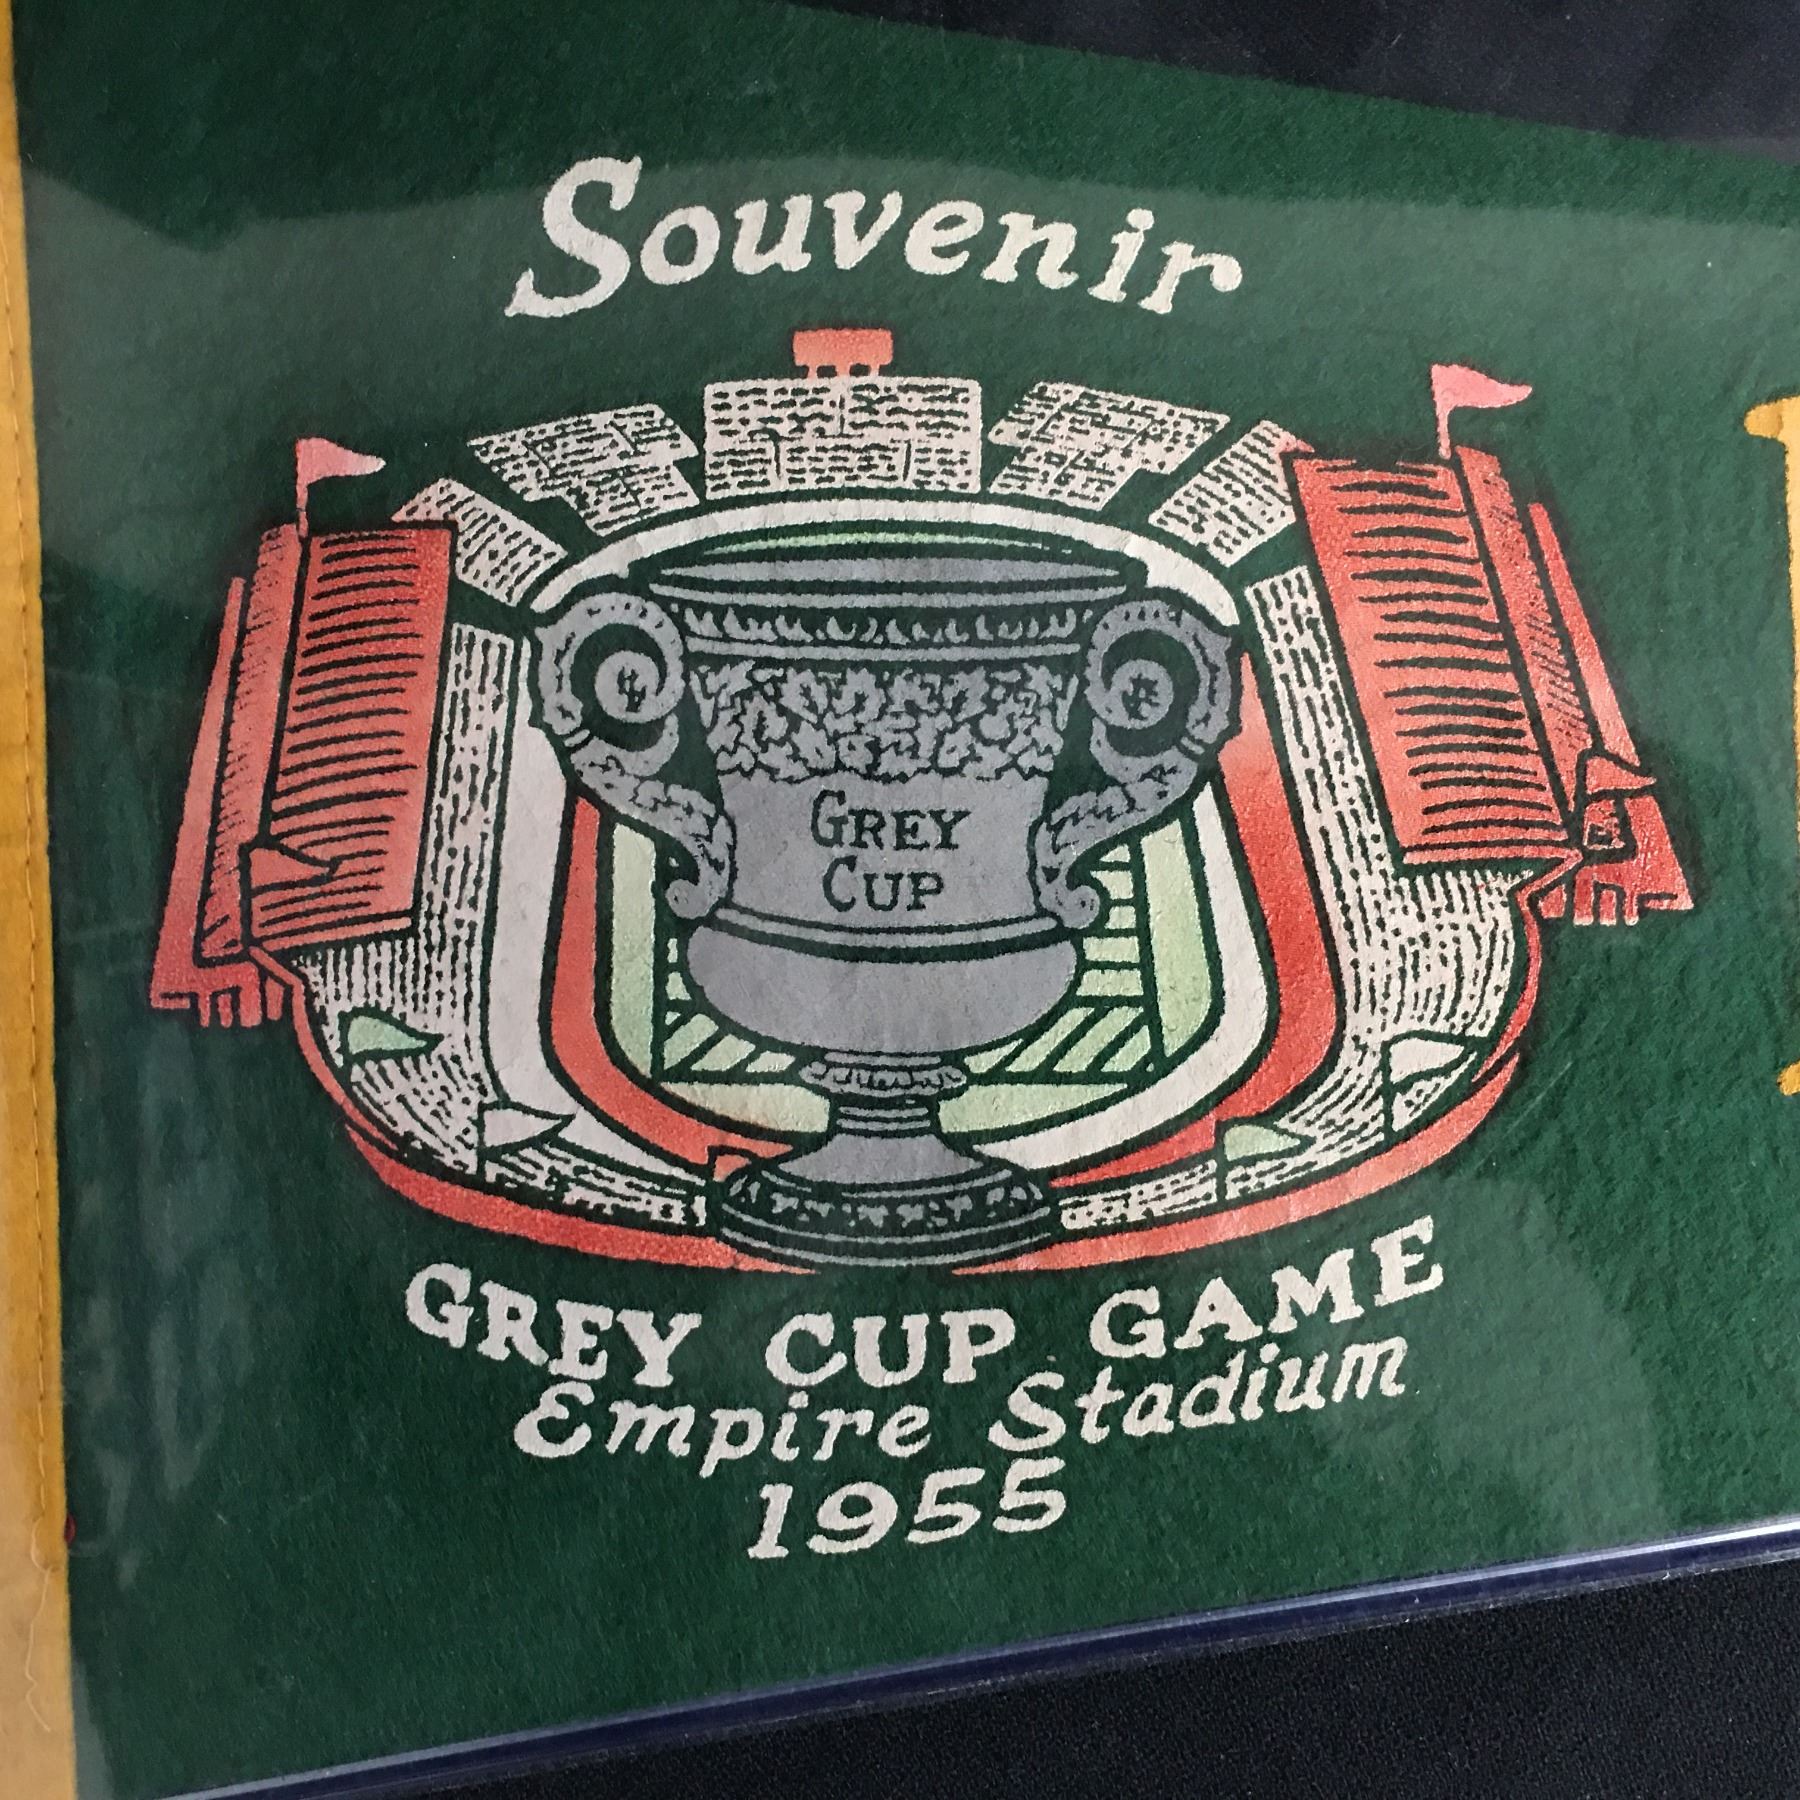 Souvenir
GREY
CUP
GREY CUP GAME
Empire Stadium
1955